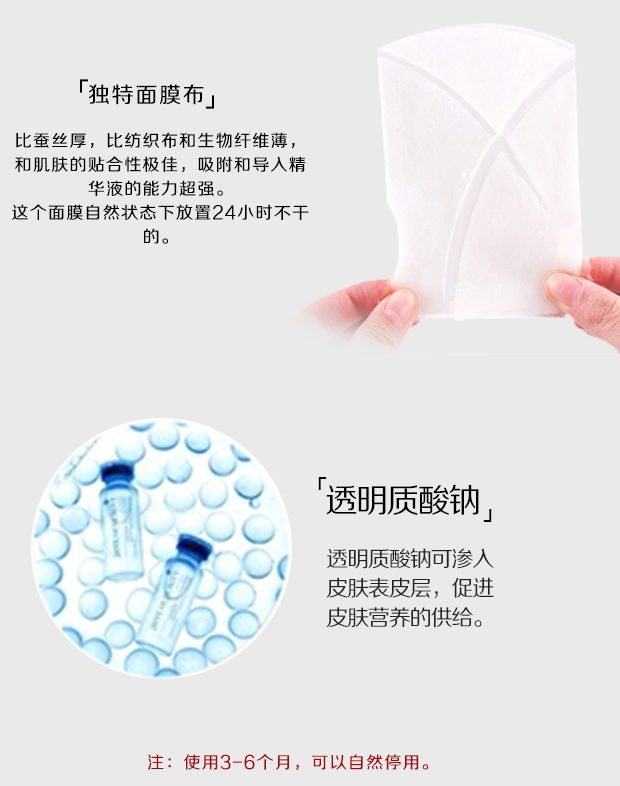 「独特面膜布」
比蚕丝厚，比纺织布和生物纤维薄，
和肌肤的贴合性极佳，吸附和导入精
华液的能力超强。
这个面膜自然状态下放置24小时不干
的。
「透明质酸钠」
透明质酸钠可渗入
皮肤表皮层，促进
皮肤营养的供给。
注：使用3-6个月，可以自然停用。